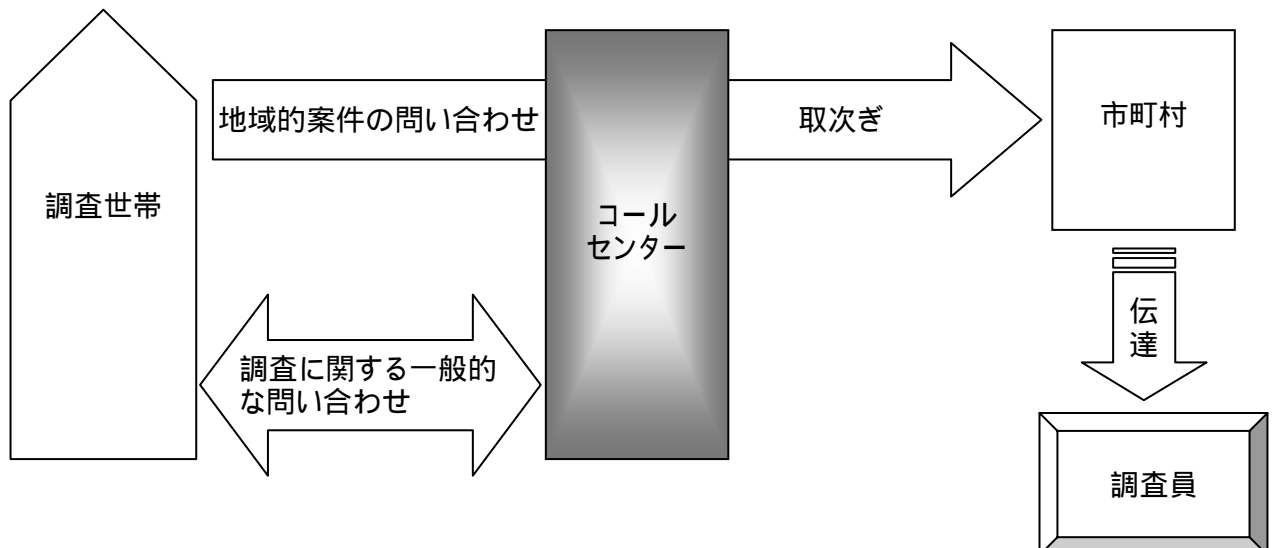 地域的案件の問い合わせ
取次ぎ
市町村
調査世帯
コール
センター
調査に関する一般的
な問い合わせ
伝
達
調査員